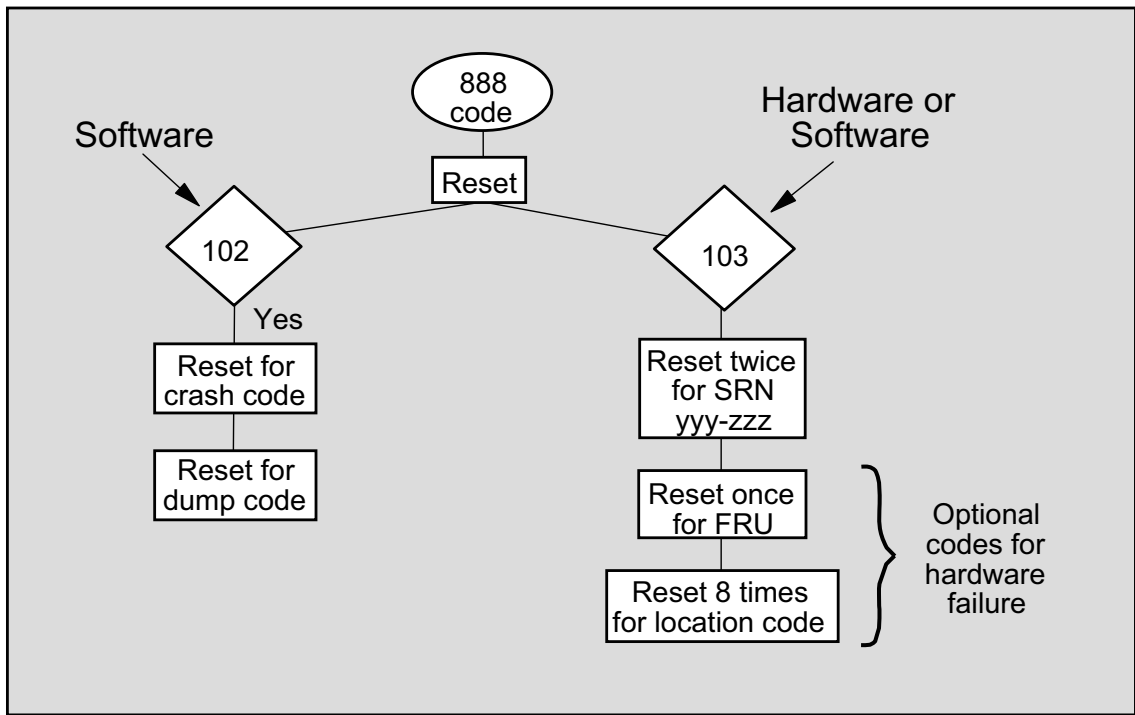 888
code
Software
Hardware or
Software
Reset
102
103
Yes
Reset for
crash code
Reset for
dump code
Reset twice
for SRN
yyy-zzz
Reset once
for FRU
Reset 8 times
for location code
Optional
codes for
hardware
failure